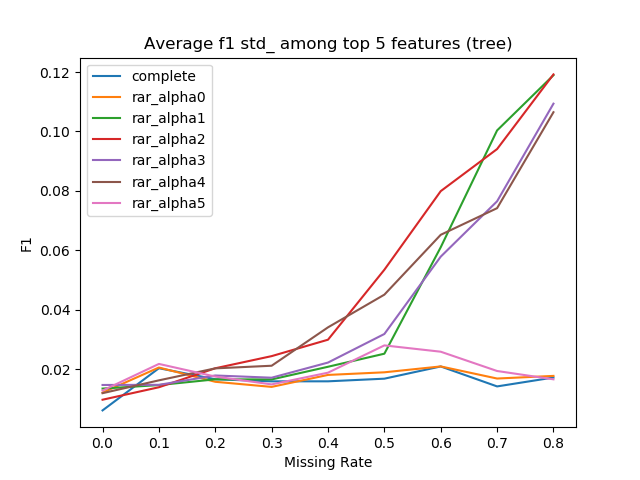 Average f1 std_ among top 5 features (tree)
complete
rar_alpha0
rar_alpha1
rar_alpha2
rar_alpha3
rar_alpha4
rar_alpha5
0.12
0.10
0.08
0.06
0.04
0.02
F1
0.0 0.1 0.2 0.3 0.4 0.5 0.6 0.7 0.8
Missing Rate